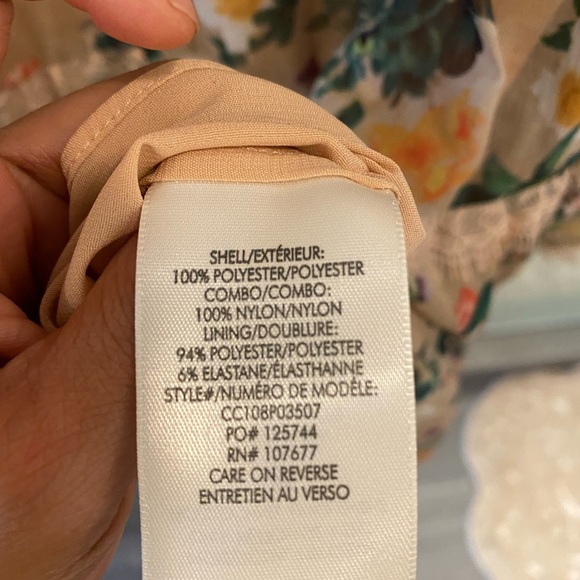 SHELL/EXTÉRIEUR:
100% POLYESTER/POLYESTER
COMBO/COMBO:
100% NYLON/NYLON
LINING/DOUBLURE:
94% POLYESTER/POLYESTER
6% ELASTANE/ÉLASTHANNE
STYLE#/NUMÉRO DE MODÈLE:
CC108P03507
PO# 125744
RN# 107677
CARE ON REVERSE
ENTRETIEN AU VERSO